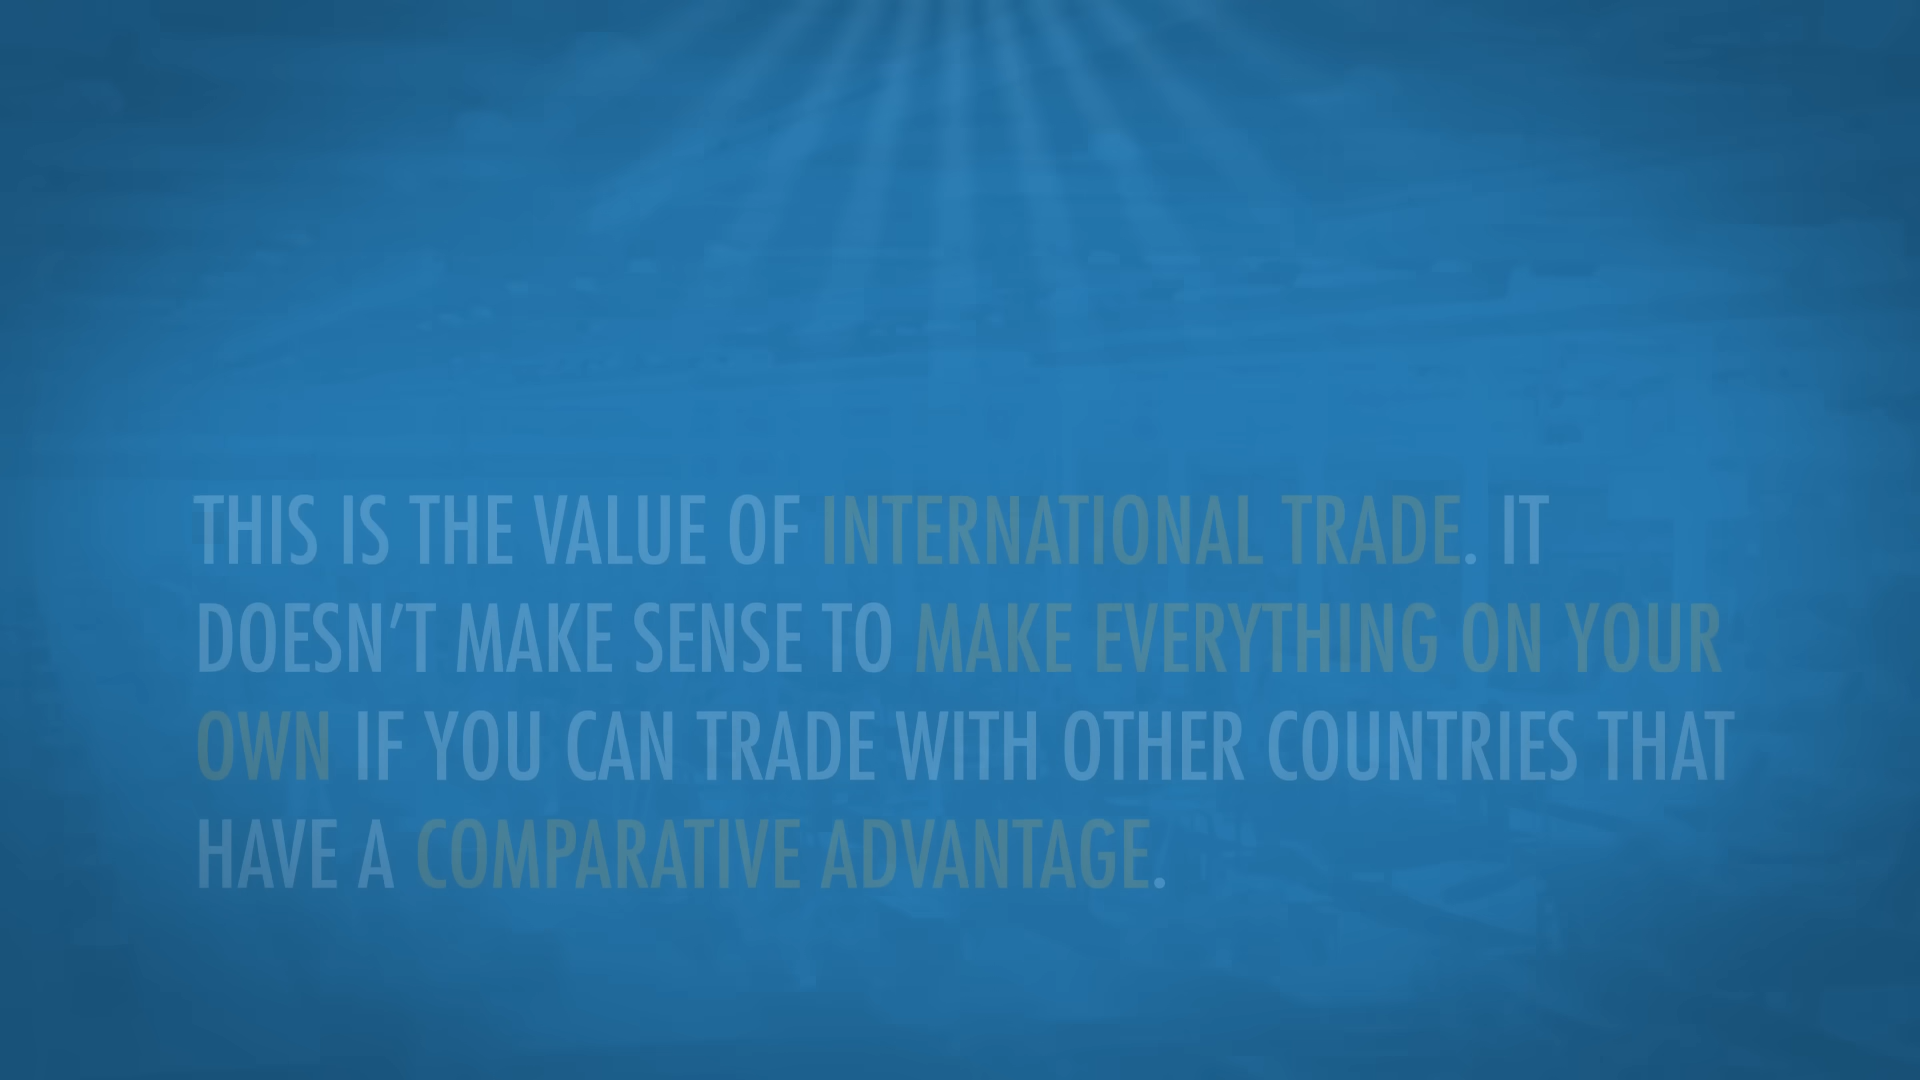 THIS IS THE VALUE OF INTERNATIONAL TRADE. IT
DOESN’T MAKE SENSE TO MAKE EVERYTHING ON YOUR
OWN IF YOU CAN TRADE WITH OTHER COUNTRIES THAT
HAVE A COMPARATIVE ADVANTAGE.